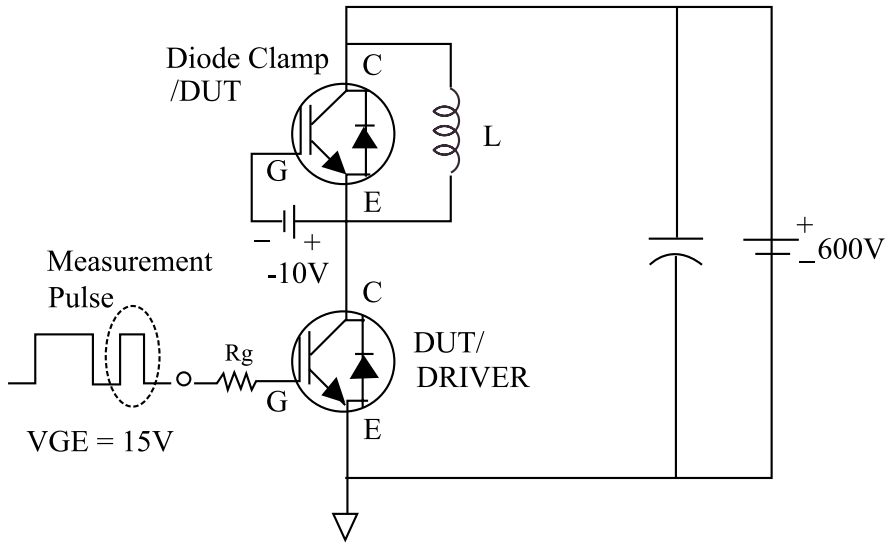 Diode Clamp
/DUT
C
G
E
L
− +
-10V
+
− 600V
Measurement
Pulse
Rg
C
G
E
DUT/
DRIVER
VGE = 15V